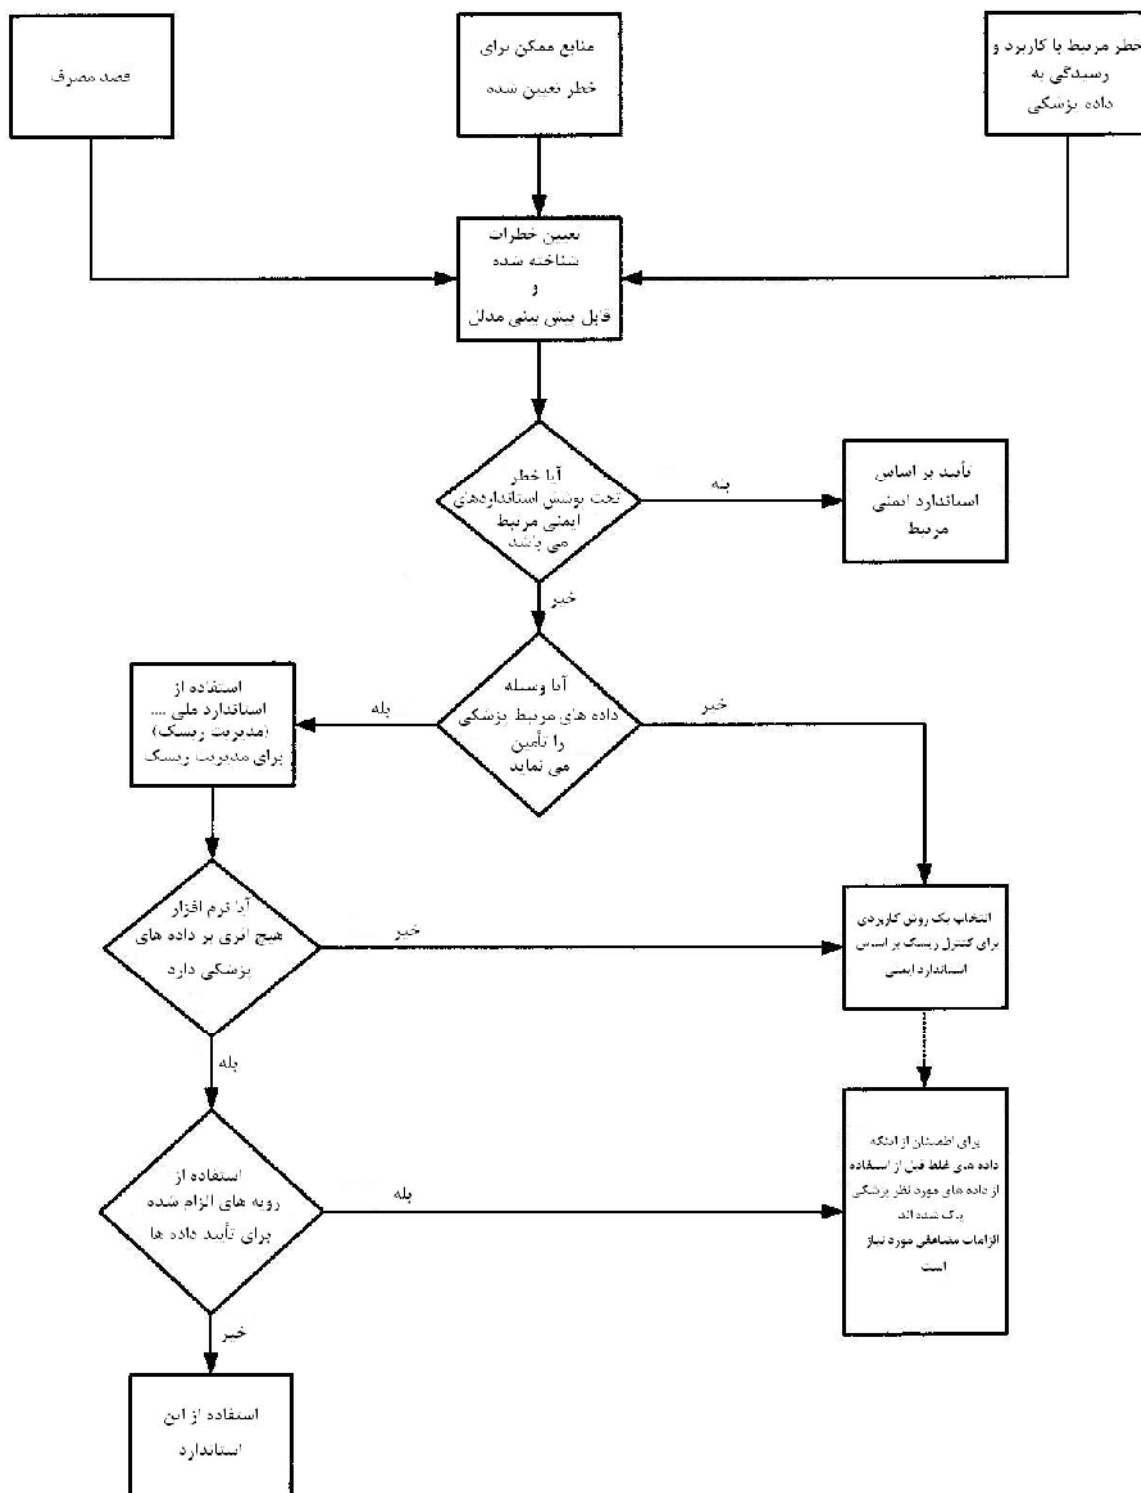 خطر مرتبط با کاربرد و
رسیدگی به
داده پزشکی
منابع ممکن برای
خطر تعیین شده
قصد مصرف
تعیین خطرات
شناخته شده
و
قابل پیش بینی مدلل
آیا خطر
تحت پوشش استانداردهای
ایمنی مرتبط
می باشد
بله
تأیید بر اساس
استاندارد ایمنی
مرتبط
خیر
آیا وسیله
داده های مرتبط پزشکی
را تأمین
می نماید
خیر
بله
استفاده از
استاندارد ملی ....
(مدیریت ریسک)
برای مدیریت ریسک
آیا نرم افزار
هیچ اثری بر داده های
پزشکی دارد
خیر
انتخاب یک روش کاربردی
برای کنترل ریسک بر اساس
استاندارد ایمنی
بله
استفاده از
رویه های الزام شده
برای تأیید داده ها
بله
برای اطمینان از اینکه
داده های غلط قبل از استفاده
از داده های مورد نظر پزشکی
پاک شده اند
الزامات مضاعفی مورد نیاز
است
خیر
استفاده از این
استاندارد